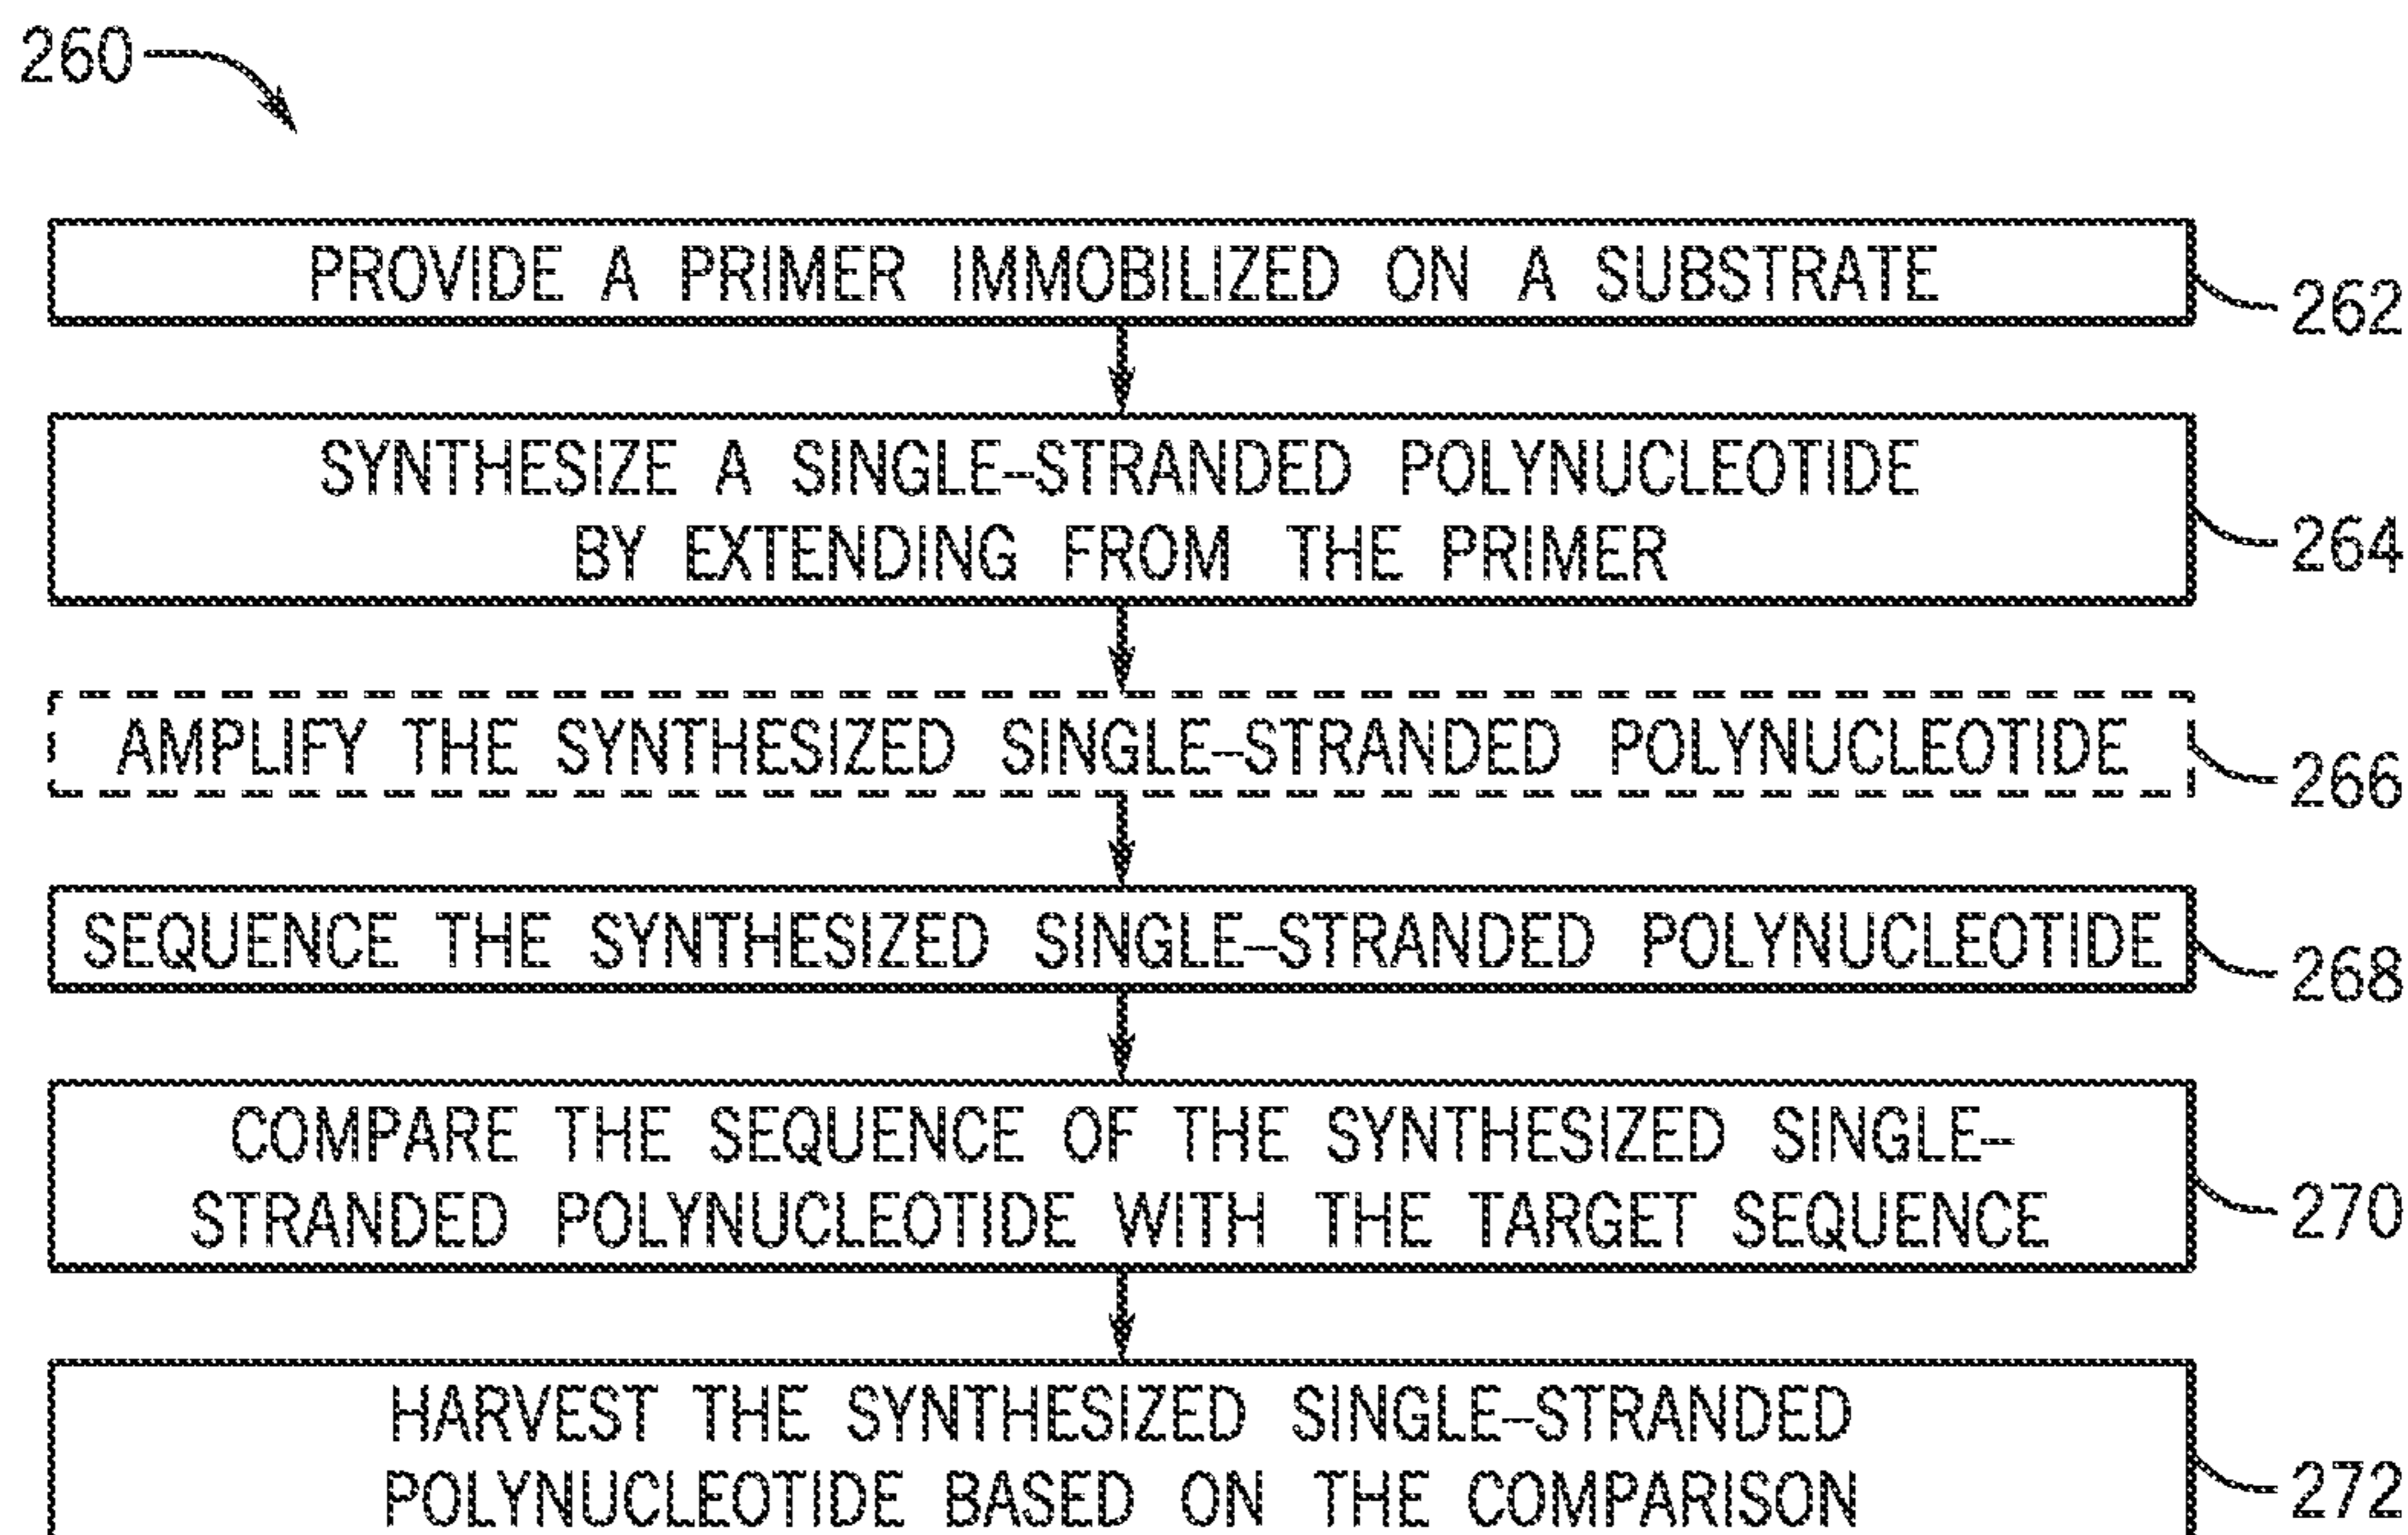 260
PROVIDE A PRIMER IMMOBILIZED ON A SUBSTRATE
262
SYNTHESIZE A SINGLE-STRANDED POLYNUCLEOTIDE
BY EXTENDING FROM THE PRIMER
264
AMPLIFY THE SYNTHESIZED SINGLE-STRANDED POLYNUCLEOTIDE
266
SEQUENCE THE SYNTHESIZED SINGLE-STRANDED POLYNUCLEOTIDE
268
COMPARE THE SEQUENCE OF THE SYNTHESIZED SINGLE-
STRANDED POLYNUCLEOTIDE WITH THE TARGET SEQUENCE
270
HARVEST THE SYNTHESIZED SINGLE-STRANDED
POLYNUCLEOTIDE BASED ON THE COMPARISON
272